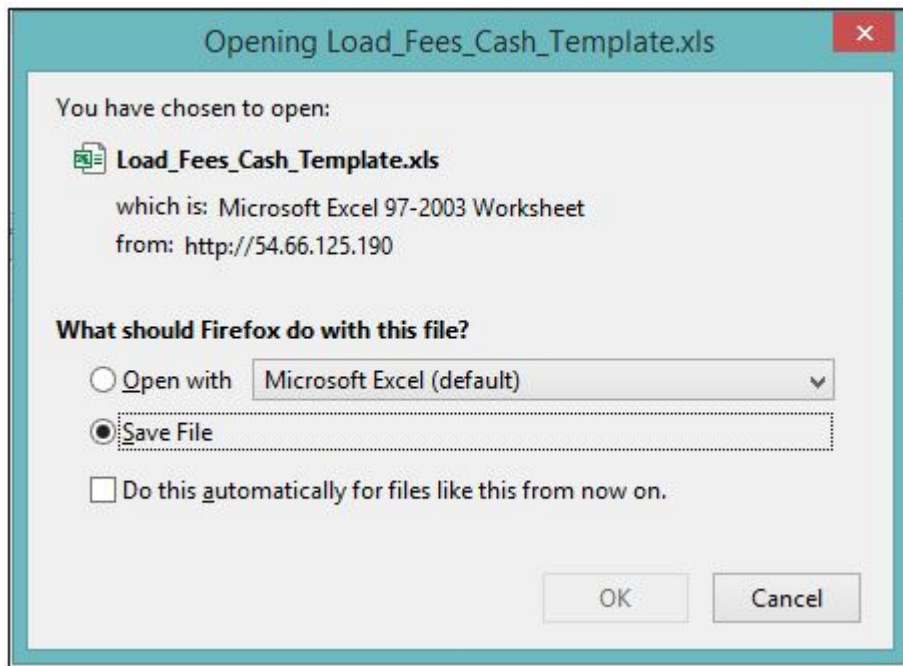 Opening Load_Fees_Cash_Template.xls
You have chosen to open:
Load_Fees_Cash_Template.xls
which is: Microsoft Excel 97-2003 Worksheet
from: http://54.66.125.190
What should Firefox do with this file?
Open with Microsoft Excel (default)
Save File
Do this automatically for files like this from now on.
OK Cancel